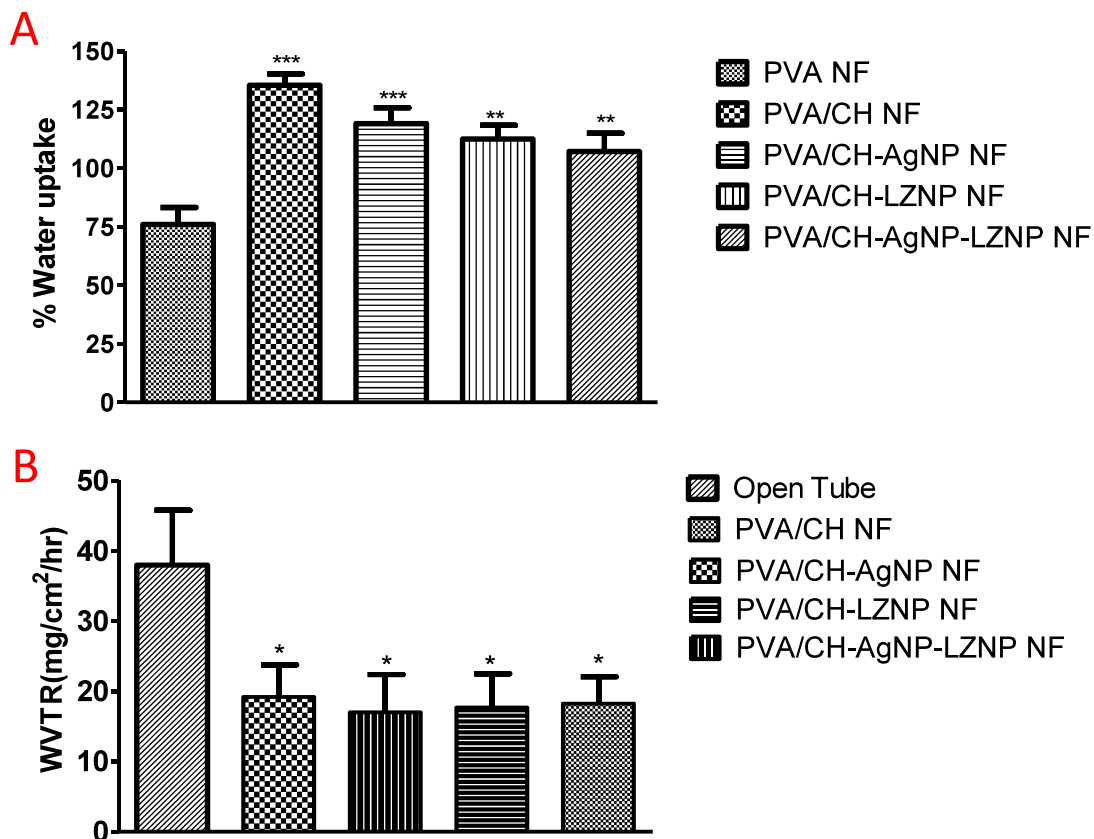 A
% Water uptake
150
125
100
75
50
25
0
***
***
**
**
PVA NF
PVA/CH NF
PVA/CH-AgNP NF
PVA/CH-LZNP NF
PVA/CH-AgNP-LZNP NF
B
WVTR(mg/cm²/hr)
50
40
30
20
10
0
*
*
*
*
Open Tube
PVA/CH NF
PVA/CH-AgNP NF
PVA/CH-LZNP NF
PVA/CH-AgNP-LZNP NF